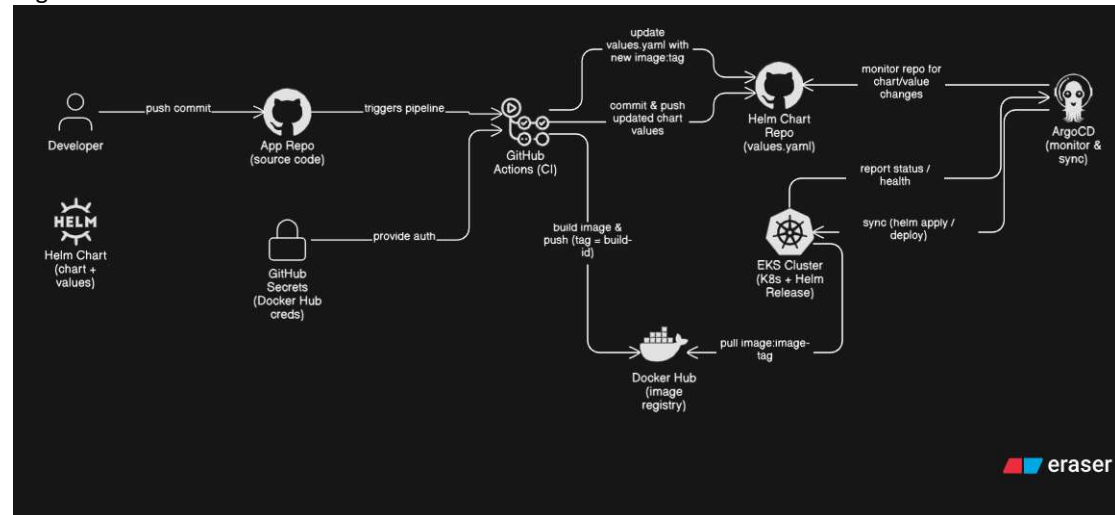 update
values.yaml with
new image:tag
monitor repo for
chart/value
changes
push commit
triggers pipeline
commit & push
updated chart
values
Developer
App Repo
(source code)
GitHub
Actions (CI)
Helm Chart
Repo
(values.yaml)
ArgoCD
(monitor &
sync)
report status /
health
HELM
Helm Chart
(chart +
values)
provide auth
GitHub
Secrets
(Docker Hub
creds)
build image &
push (tag = build-
id)
sync (helm apply /
deploy)
EKS Cluster
(K8s + Helm
Release)
pull image:image-
tag
Docker Hub
(image
registry)
eraser